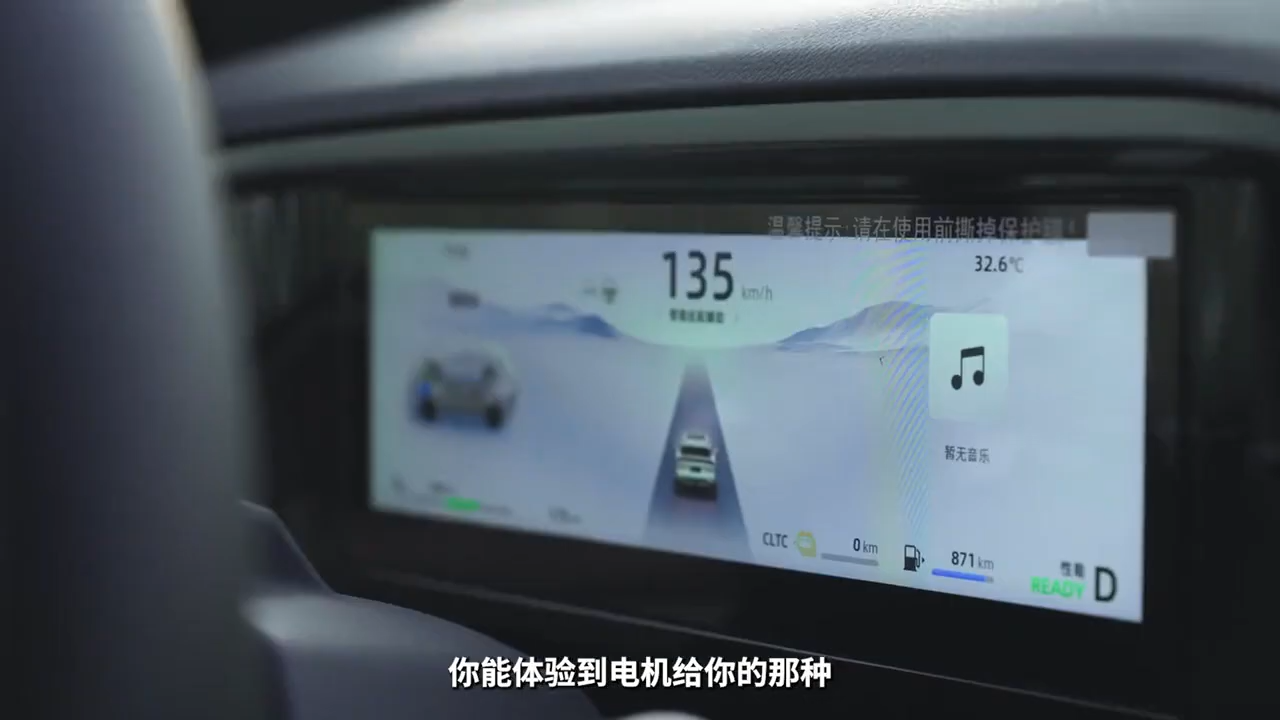 温馨提示:请在使用前撕掉保护膜!
135 km/h
32.6℃
暂无音乐
CLTC 0 km 871 km
性能
READY D
你能体验到电机给你的那种